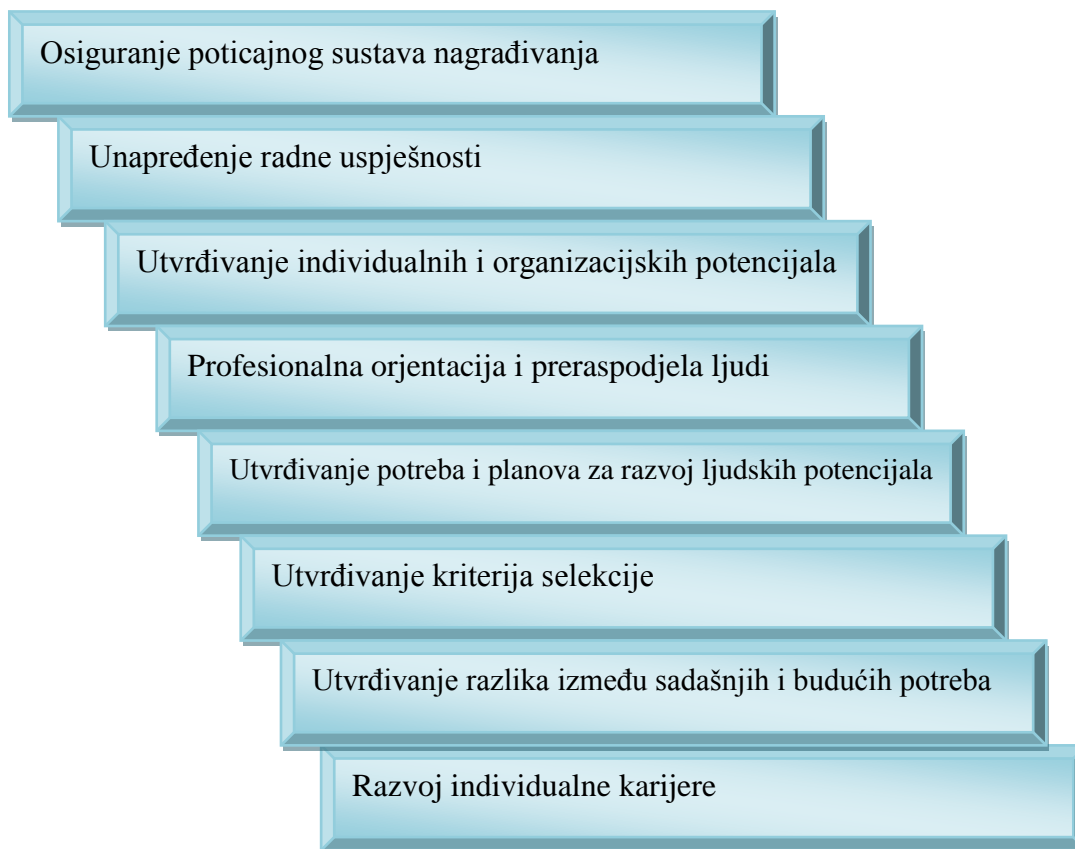 Osiguranje poticajnog sustava nagrađivanja
Unapređenje radne uspješnosti
Utvrđivanje individualnih i organizacijskih potencijala
Profesionalna orjentacija i preraspodjela ljudi
Utvrđivanje potreba i planova za razvoj ljudskih potencijala
Utvrđivanje kriterija selekcije
Utvrđivanje razlika između sadašnjih i budućih potreba
Razvoj individualne karijere